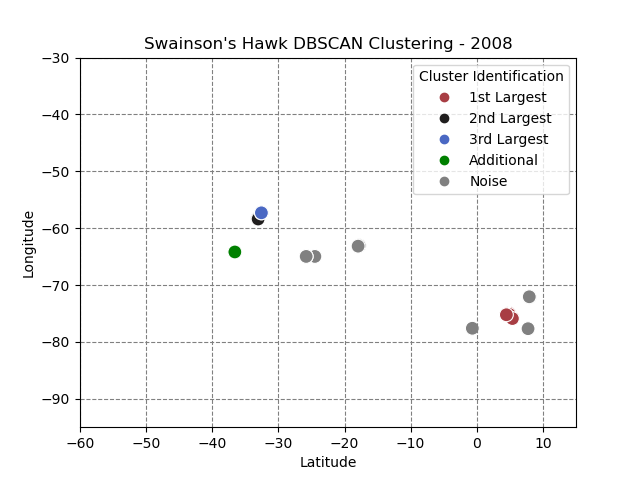 Swainson's Hawk DBSCAN Clustering - 2008
Cluster Identification
1st Largest
2nd Largest
3rd Largest
Additional
Noise
−30
−40
−50
−60
−70
−80
−90
Longitude
−60
−50
−40
−30
−20
−10
0
10
Latitude